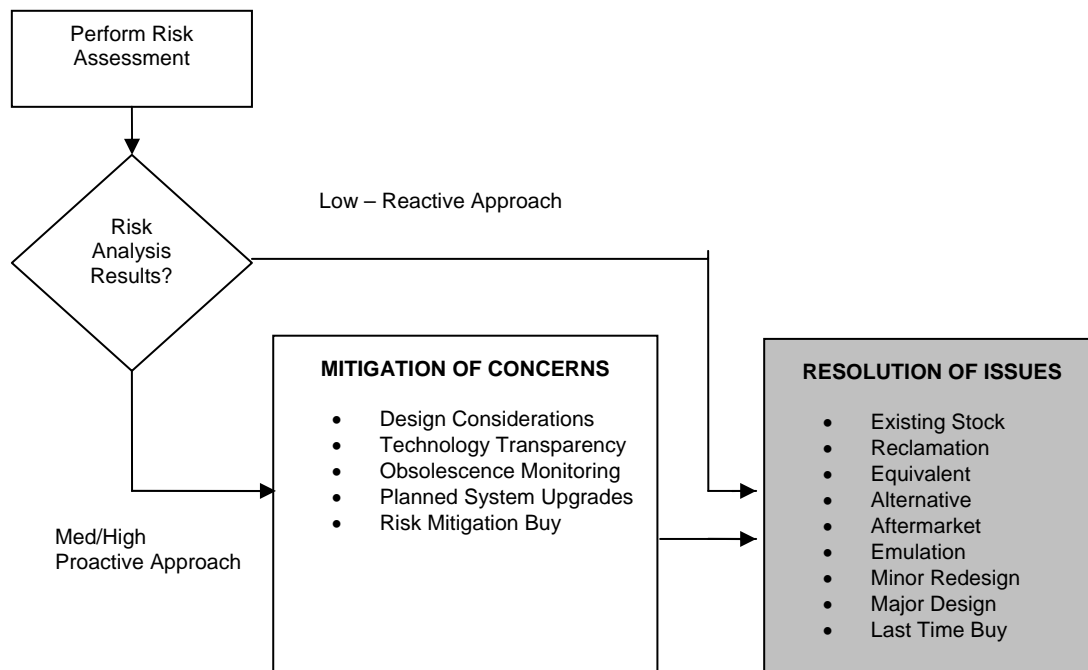 Perform Risk
Assessment
Low – Reactive Approach
Risk
Analysis
Results?
MITIGATION OF CONCERNS
• Design Considerations
• Technology Transparency
• Obsolescence Monitoring
• Planned System Upgrades
• Risk Mitigation Buy
Med/High
Proactive Approach
RESOLUTION OF ISSUES
• Existing Stock
• Reclamation
• Equivalent
• Alternative
• Aftermarket
• Emulation
• Minor Redesign
• Major Design
• Last Time Buy